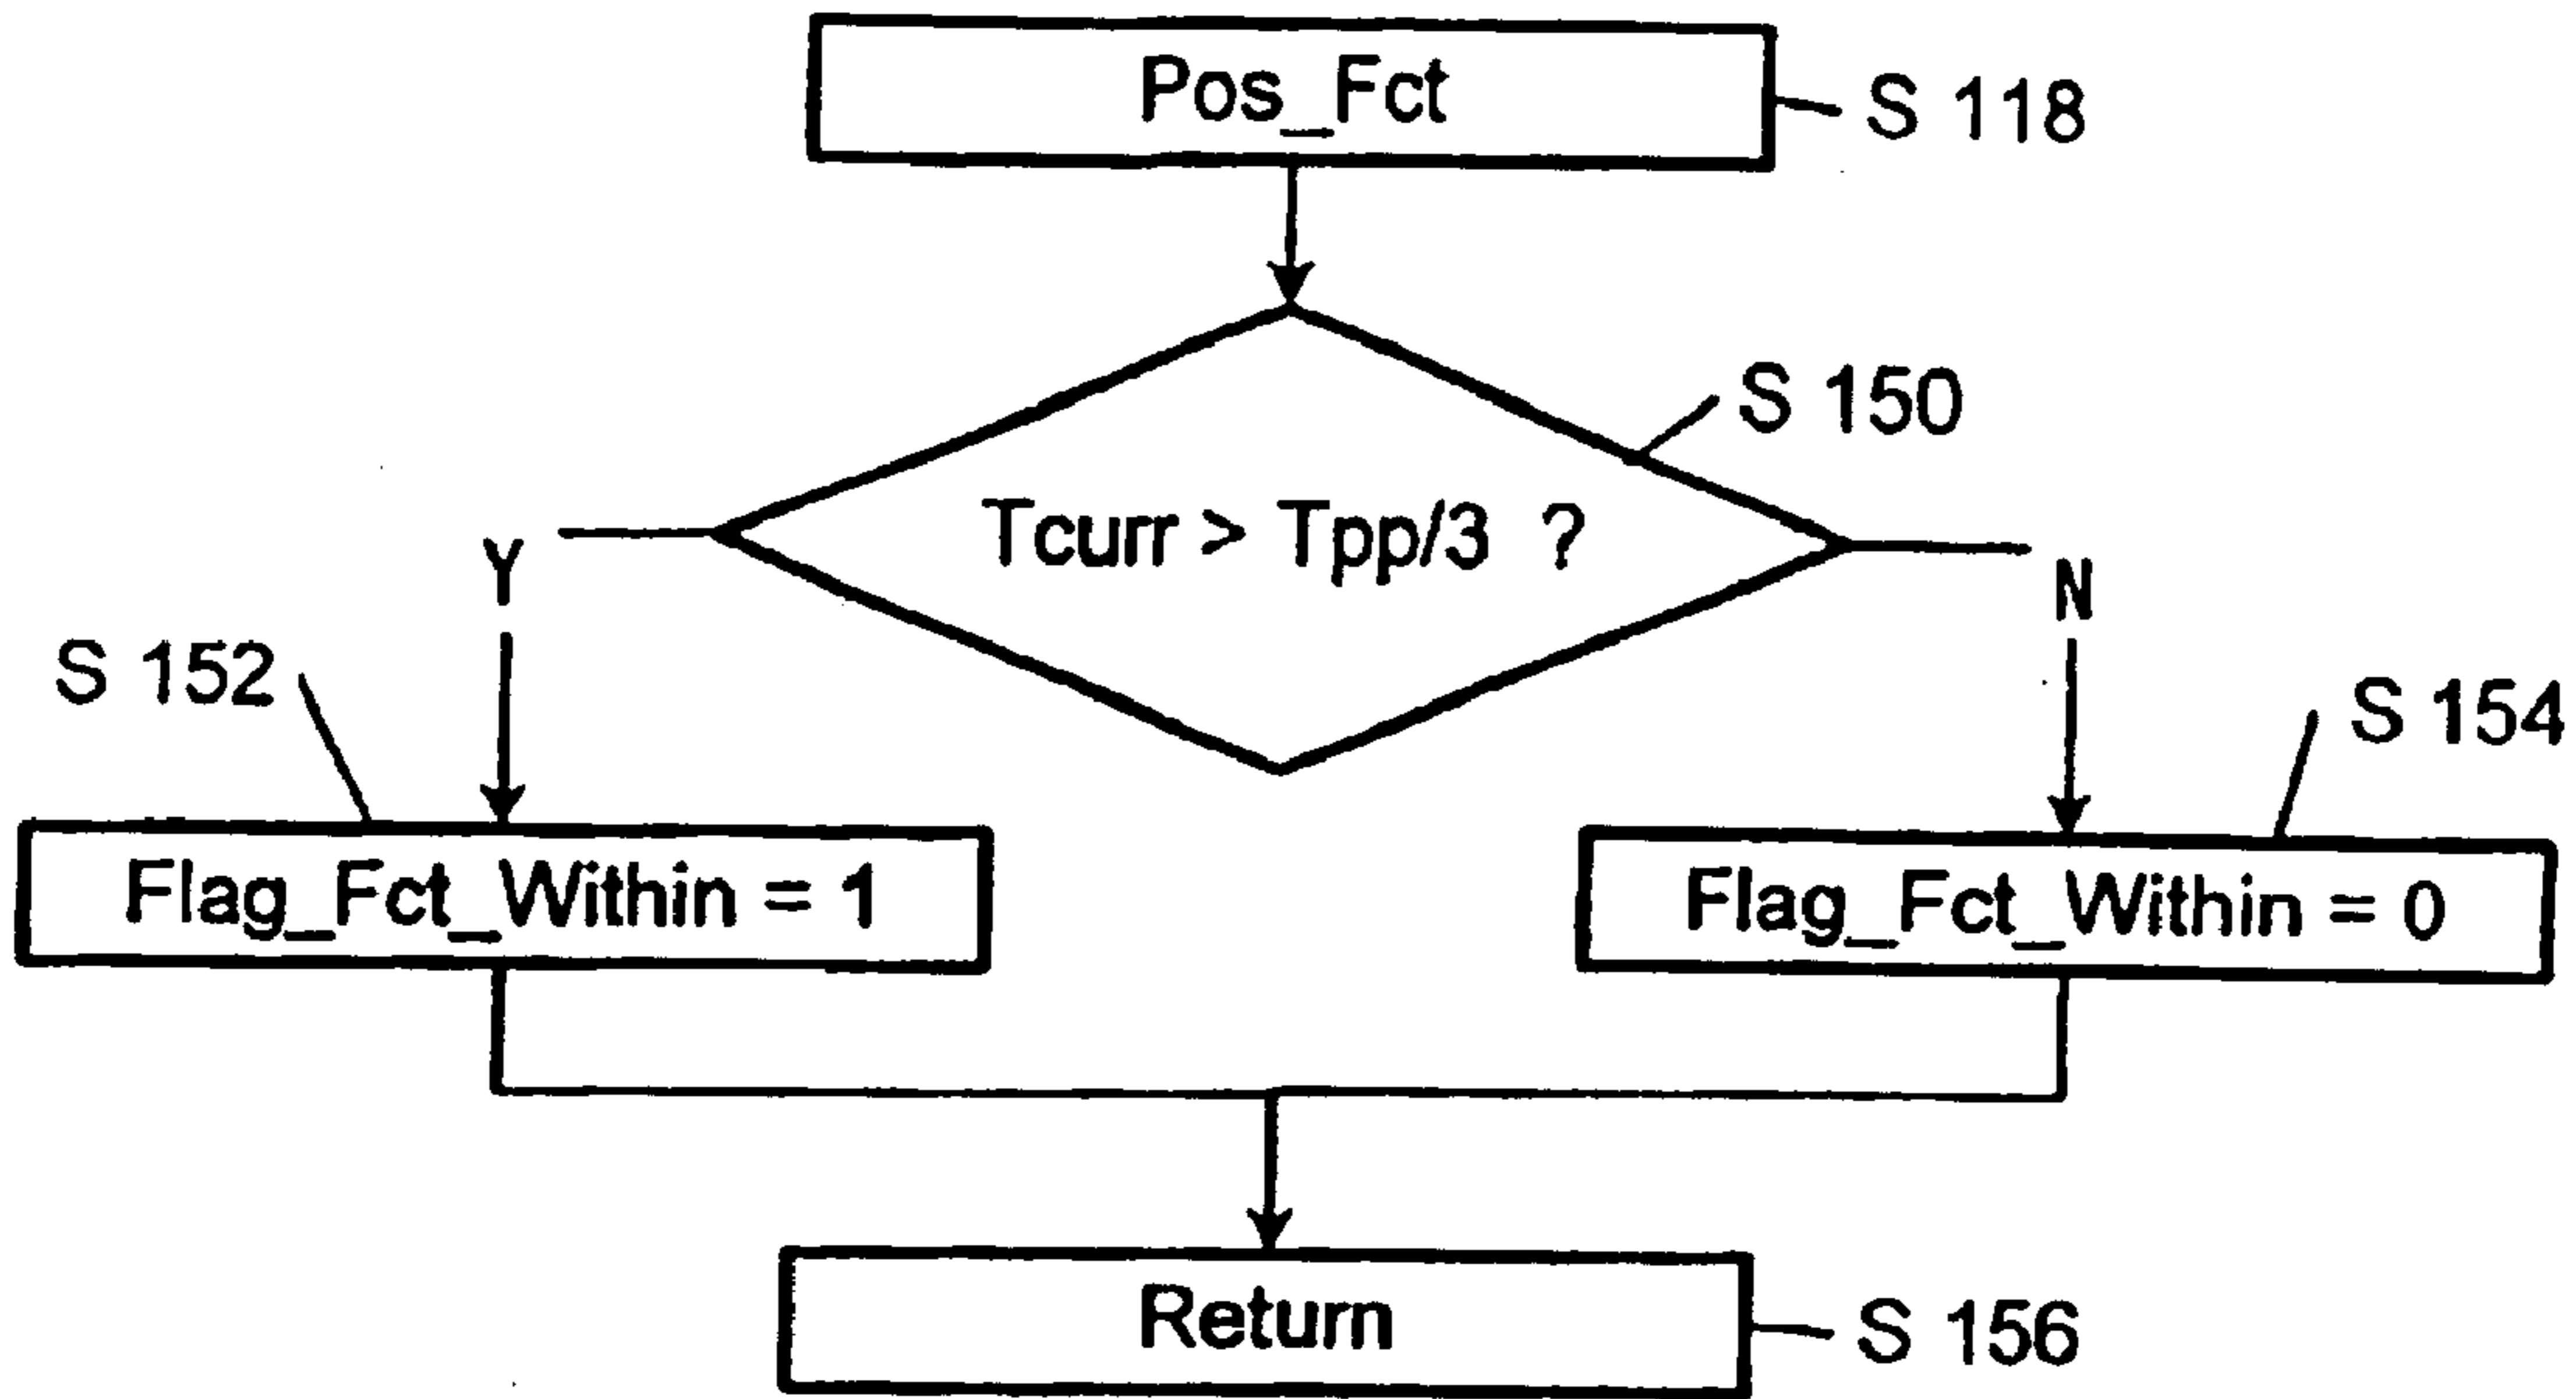 Pos_Fct
S 118
S 150
Tcurr > Tpp/3 ?
Y
N
S 152
S 154
Flag_Fct_Within = 1
Flag_Fct_Within = 0
Return
S 156